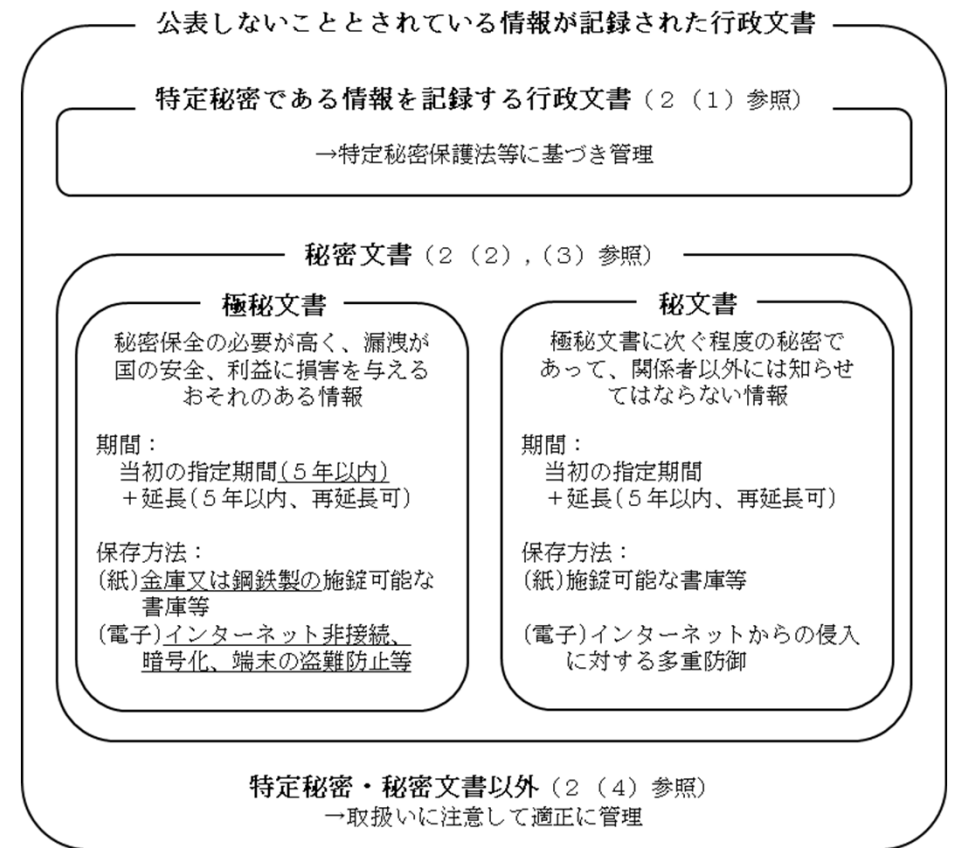 公表しないこととされている情報が記録された行政文書
特定秘密である情報を記録する行政文書（２（１）参照）
→特定秘密保護法等に基づき管理
秘密文書（２（２）,（３）参照）
極秘文書
秘密保全の必要が高く、漏洩が
国の安全、利益に損害を与える
おそれのある情報
期間：
当初の指定期間(５年以内)
＋延長(５年以内、再延長可)
保存方法：
(紙)金庫又は鋼鉄製の施錠可能な
書庫等
(電子)インターネット非接続、
暗号化、端末の盗難防止等
秘文書
極秘文書に次ぐ程度の秘密で
あって、関係者以外には知らせ
てはならない情報
期間：
当初の指定期間
＋延長(５年以内、再延長可)
保存方法：
(紙)施錠可能な書庫等
(電子)インターネットからの侵入
に対する多重防御
特定秘密・秘密文書以外（２（４）参照）
→取扱いに注意して適正に管理